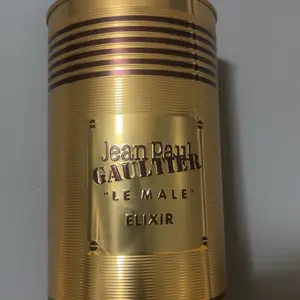 Jean Paul
GAULTIER
"LE MALE"
ELIXIR